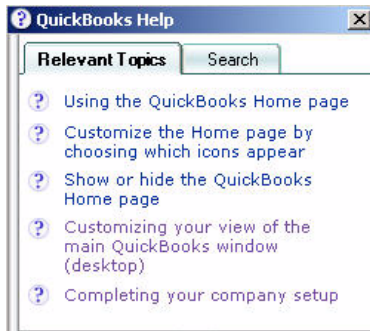 QuickBooks Help
Relevant Topics Search
Using the QuickBooks Home page
Customize the Home page by
choosing which icons appear
Show or hide the QuickBooks
Home page
Customizing your view of the
main QuickBooks window
(desktop)
Completing your company setup